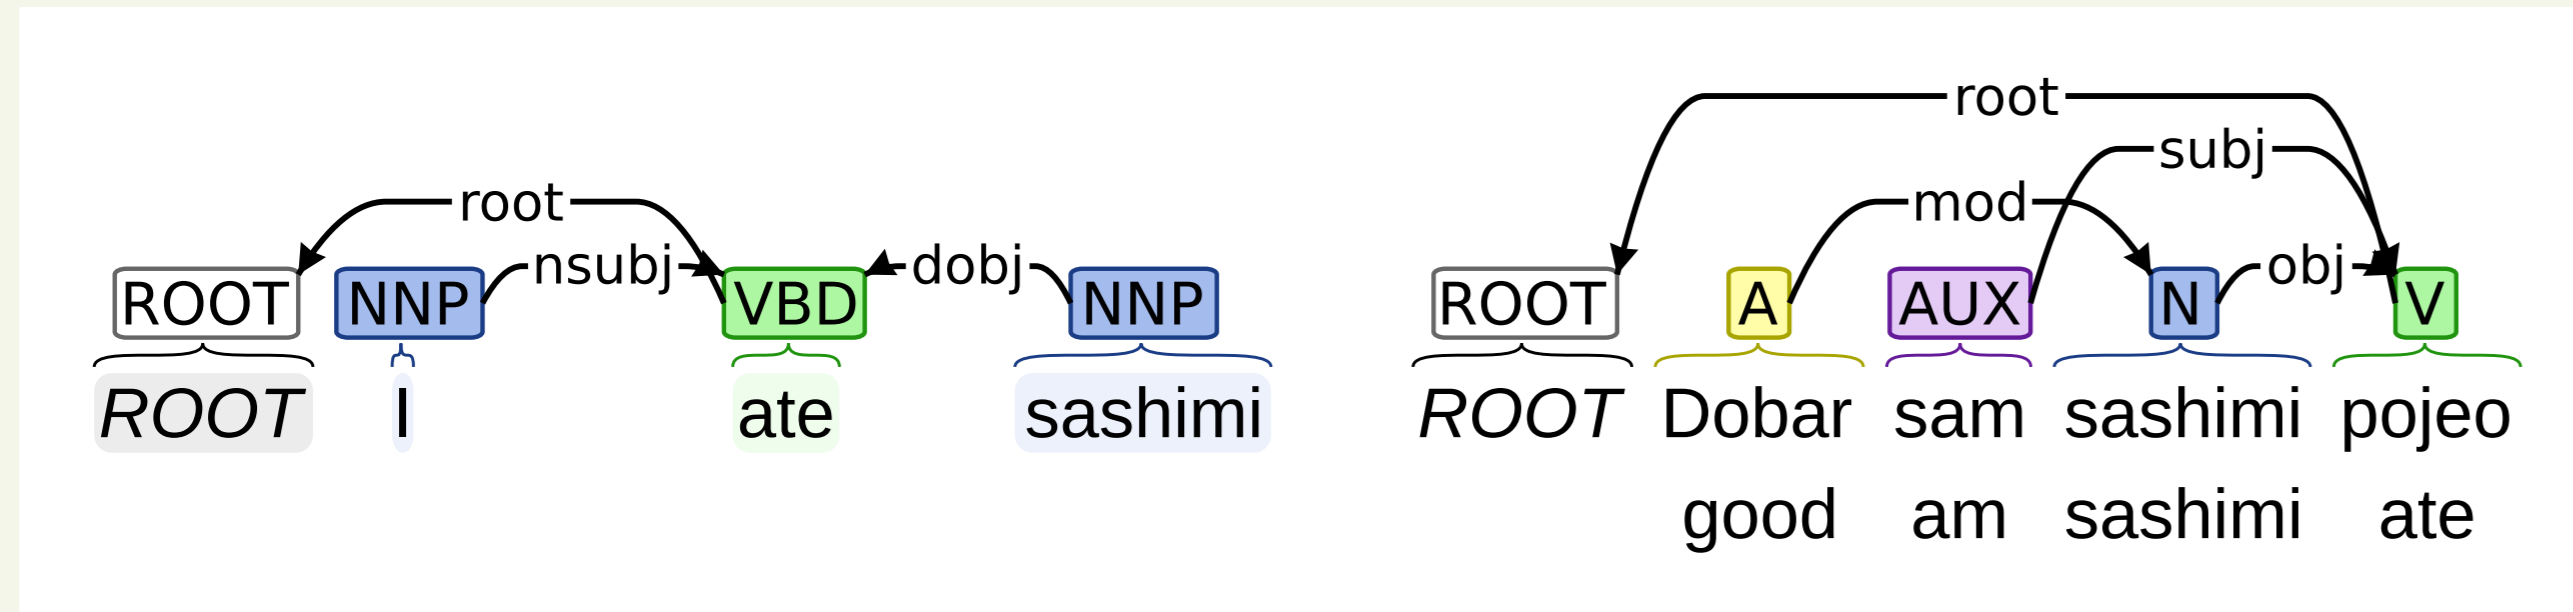 root
subj
root
mod
nsubj
dobj
obj
ROOT NNP VBD NNP
ROOT A AUX N V
ROOT I ate sashimi
ROOT Dobar sam sashimi pojeo
good am sashimi ate